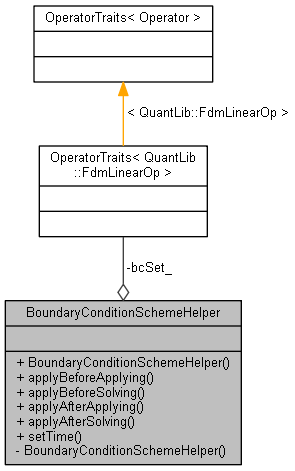 OperatorTraits< Operator >
< QuantLib::FdmLinearOp >
OperatorTraits< QuantLib
::FdmLinearOp >
-bcSet_
BoundaryConditionSchemeHelper
+ BoundaryConditionSchemeHelper()
+ applyBeforeApplying()
+ applyBeforeSolving()
+ applyAfterApplying()
+ applyAfterSolving()
+ setTime()
- BoundaryConditionSchemeHelper()